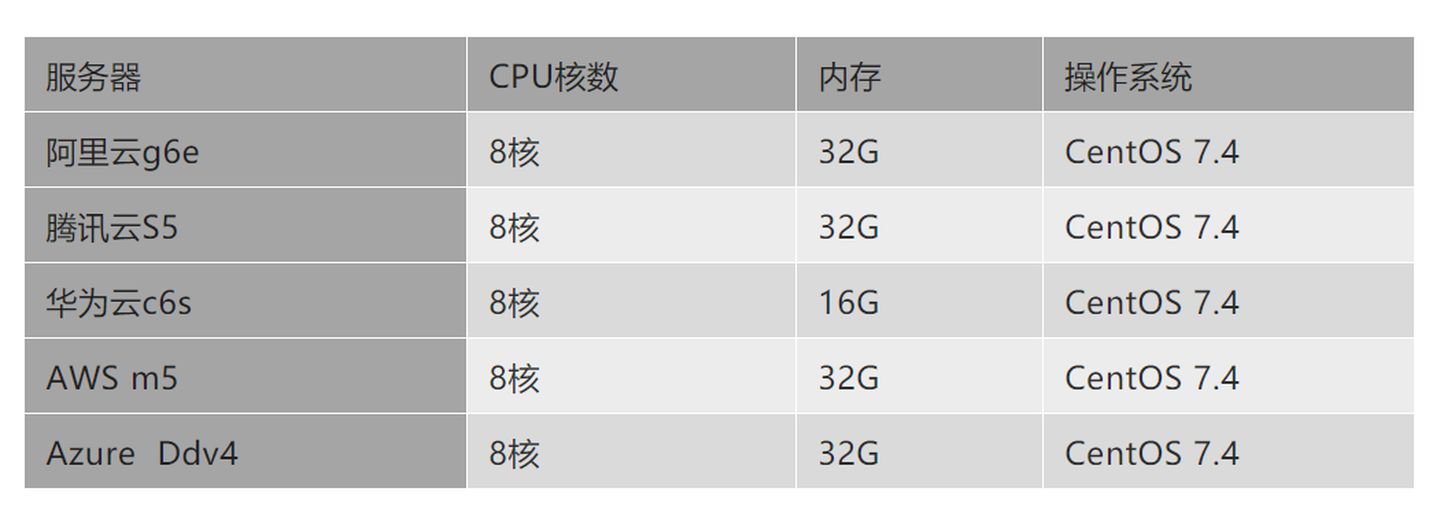 服务器 CPU核数 内存 操作系统
阿里云g6e 8核 32G CentOS 7.4
腾讯云S5 8核 32G CentOS 7.4
华为云c6s 8核 16G CentOS 7.4
AWS m5 8核 32G CentOS 7.4
Azure  Ddv4 8核 32G CentOS 7.4